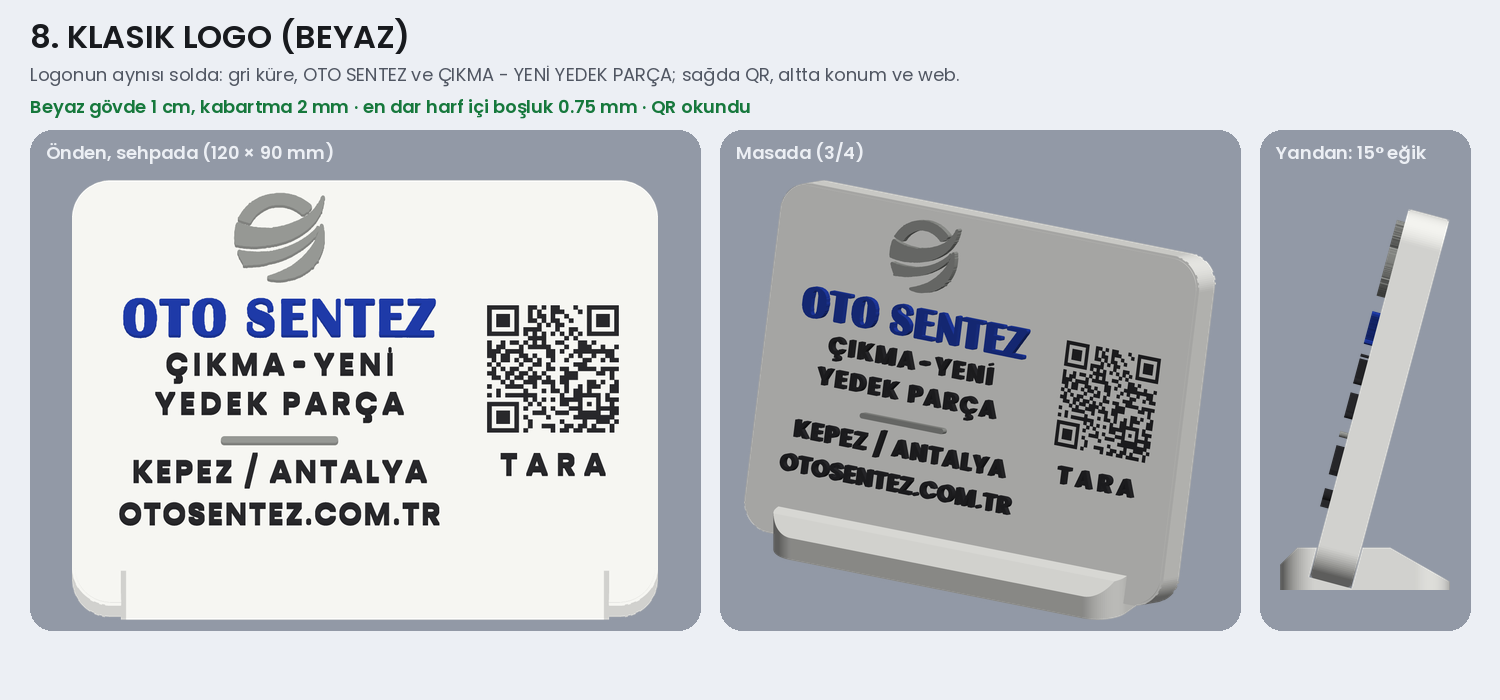 8. KLASIK LOGO (BEYAZ)
Logonun aynısı solda: gri küre, OTO SENTEZ ve ÇIKMA - YENİ YEDEK PARÇA; sağda QR, altta konum ve web.
Beyaz gövde 1 cm, kabartma 2 mm · en dar harf içi boşluk 0.75 mm · QR okundu
Önden, sehpada (120 × 90 mm)
OTO SENTEZ
ÇIKMA-YENİ
YEDEK PARÇA
KEPEZ / ANTALYA
OTOSENTEZ.COM.TR
TARA
Masada (3/4)
OTO SENTEZ
ÇIKMA-YENİ
YEDEK PARÇA
KEPEZ / ANTALYA
OTOSENTEZ.COM.TR
TARA
Yandan: 15° eğik